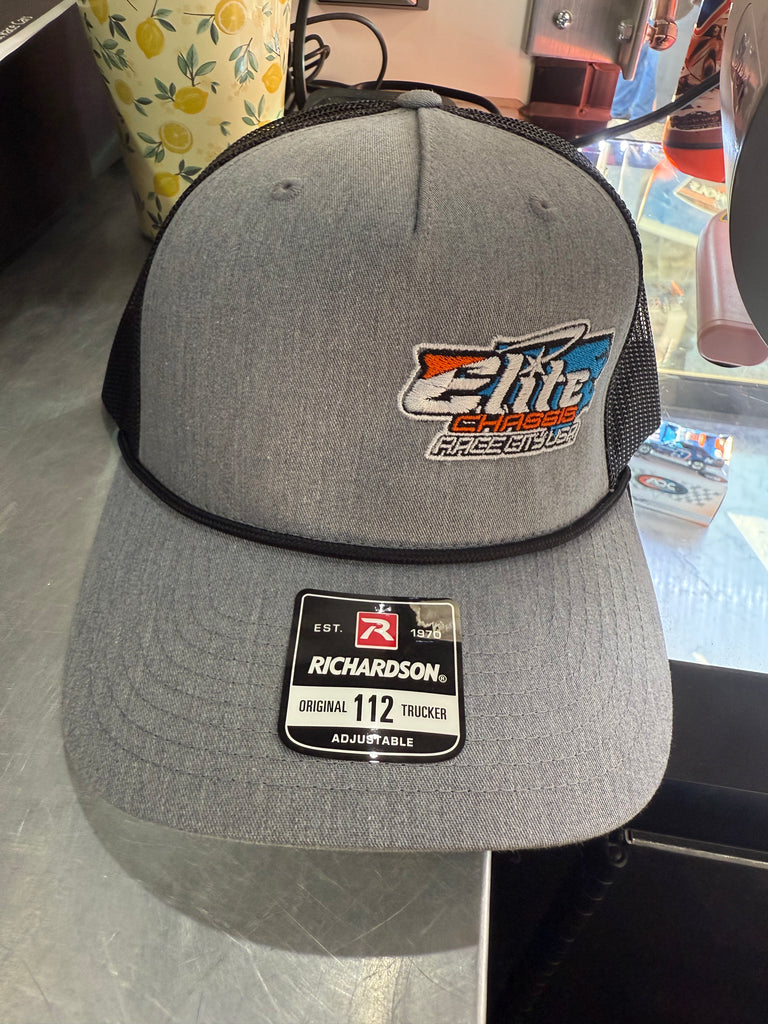 Elite
CHASSIS
RACE CITY USA
EST. R 1970
RICHARDSON®
ORIGINAL 112 TRUCKER
ADJUSTABLE